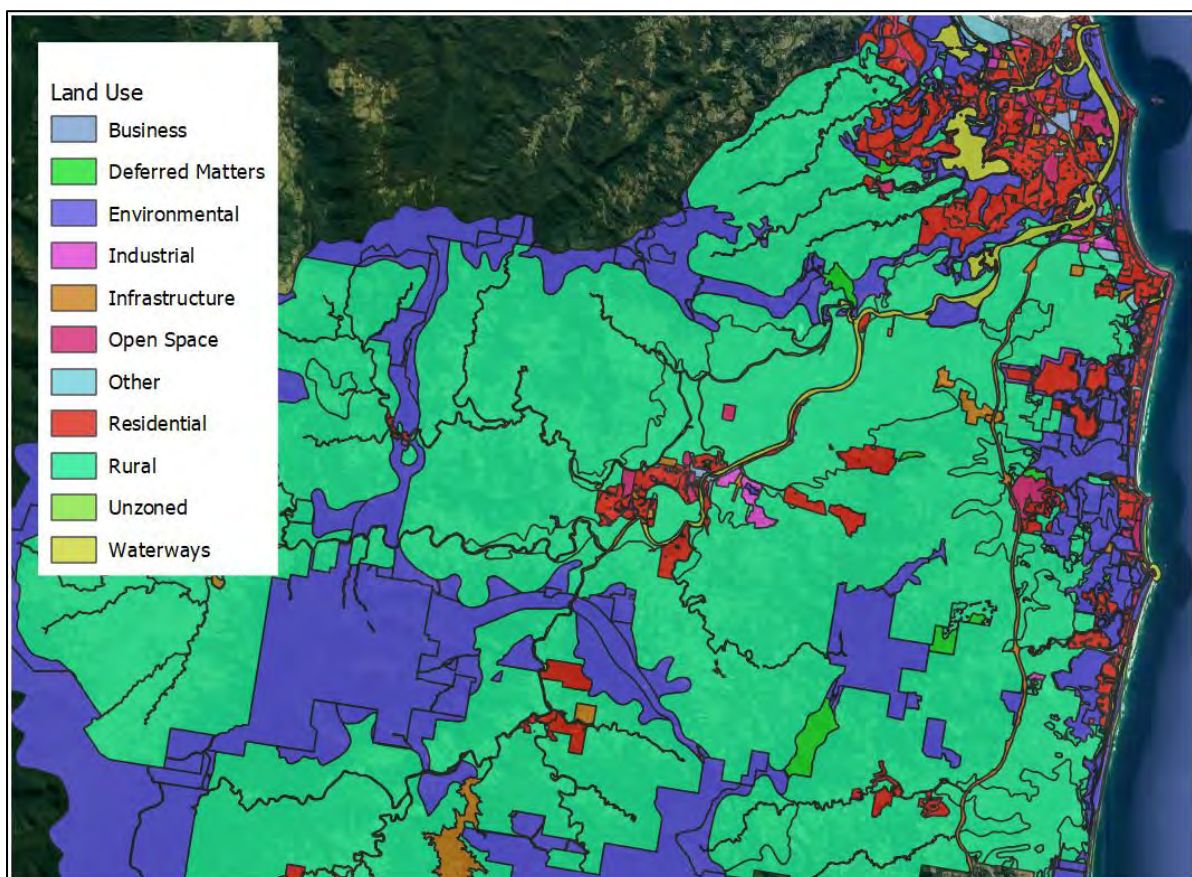 Land Use
Business
Deferred Matters
Environmental
Industrial
Infrastructure
Open Space
Other
Residential
Rural
Unzoned
Waterways